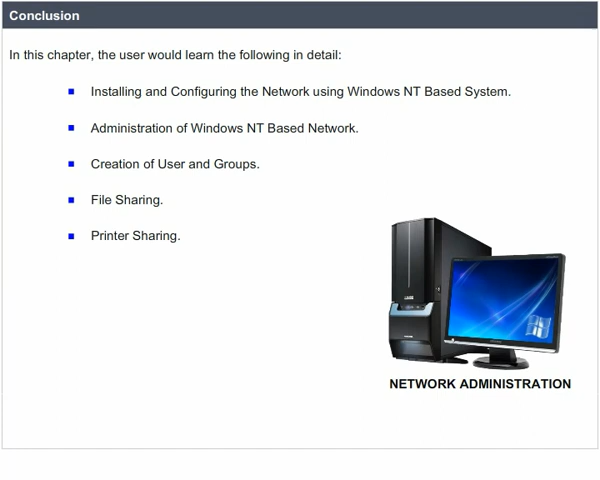 Conclusion
In this chapter, the user would learn the following in detail:
Installing and Configuring the Network using Windows NT Based System.
Administration of Windows NT Based Network.
Creation of User and Groups.
File Sharing.
Printer Sharing.
NETWORK ADMINISTRATION